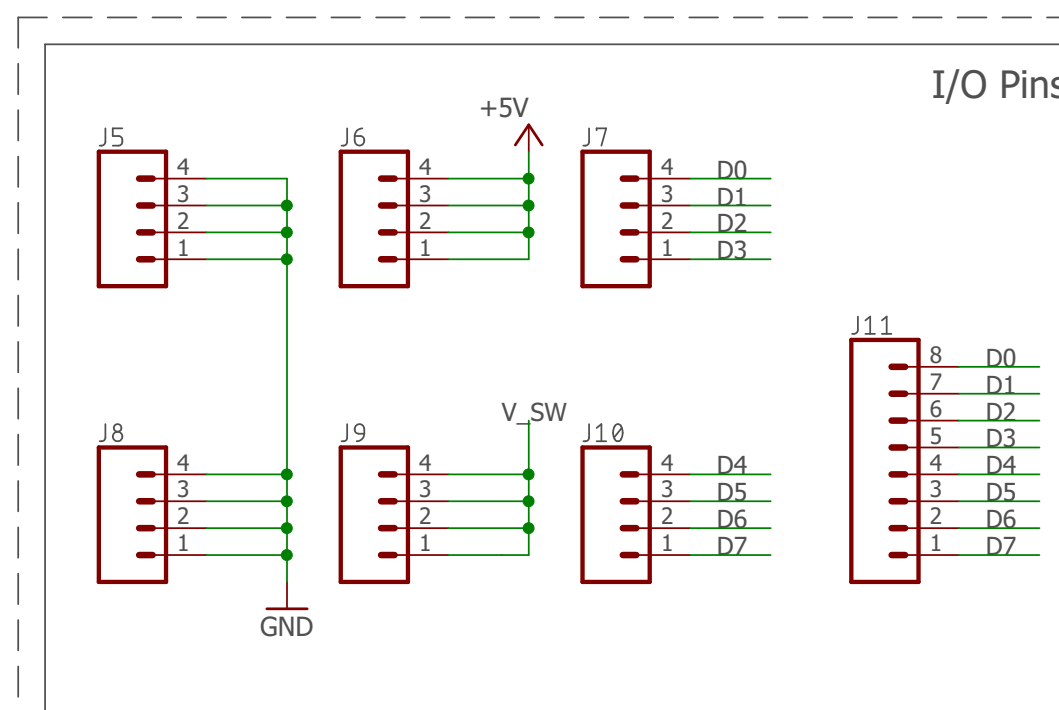 I/O Pins
+5V
J5
4
3
2
1
J6
4
3
2
1
J7
4 D0
3 D1
2 D2
1 D3
J11
8 D0
7 D1
6 D2
5 D3
4 D4
3 D5
2 D6
1 D7
J8
4
3
2
1
V_SW
J9
4
3
2
1
J10
4 D4
3 D5
2 D6
1 D7
GND